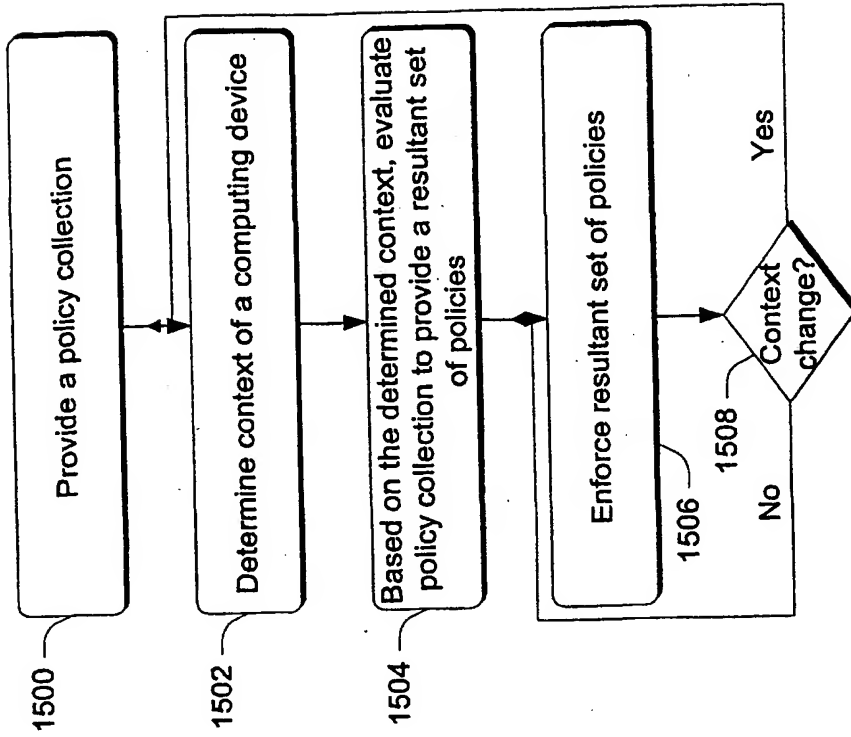 1500
Provide a policy collection
1502
Determine context of a computing device
1504
Based on the determined context, evaluate
policy collection to provide a resultant set
of policies
Enforce resultant set of policies
1506
1508
Context
change?
No
Yes